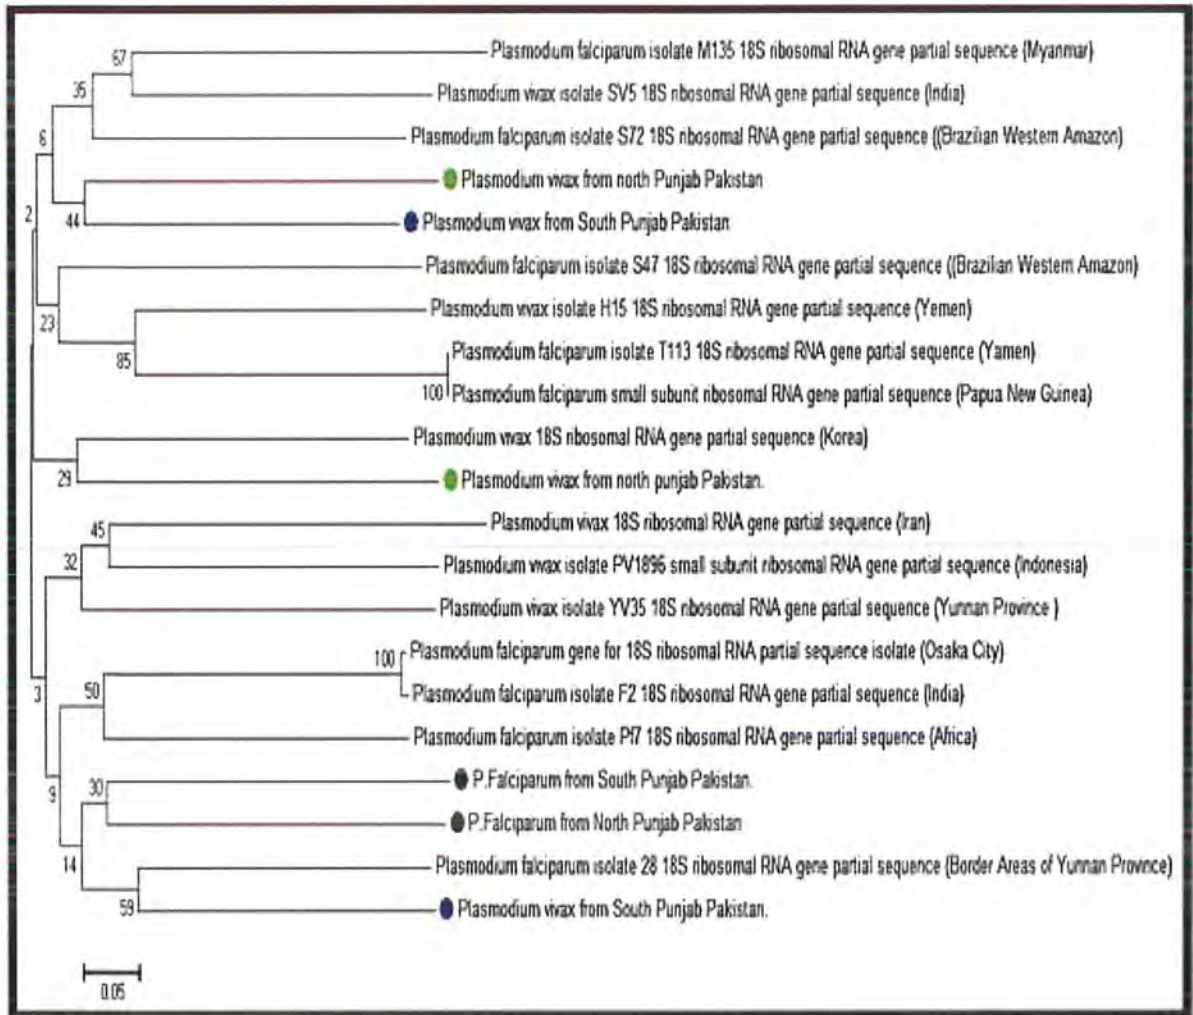 67
Plasmodium falciparum isolate M135 18S ribosomal RNA gene partial sequence (Myanmar)
35
Plasmodium vivax isolate SV5 18S ribosomal RNA gene partial sequence (India)
6
Plasmodium falciparum isolate S72 18S ribosomal RNA gene partial sequence ((Brazilian Western Amazon)
Plasmodium vivax from north Punjab Pakistan
2
44
Plasmodium vivax from South Punjab Pakistan
Plasmodium falciparum isolate S47 18S ribosomal RNA gene partial sequence ((Brazilian Western Amazon)
23
Plasmodium vivax isolate H15 18S ribosomal RNA gene partial sequence (Yemen)
85
Plasmodium falciparum isolate T113 18S ribosomal RNA gene partial sequence (Yamen)
100
Plasmodium falciparum small subunit ribosomal RNA gene partial sequence (Papua New Guinea)
Plasmodium vivax 18S ribosomal RNA gene partial sequence (Korea)
29
Plasmodium vivax from north punjab Pakistan.
45
Plasmodium vivax 18S ribosomal RNA gene partial sequence (Iran)
32
Plasmodium vivax isolate PV1896 small subunit ribosomal RNA gene partial sequence (Indonesia)
Plasmodium vivax isolate YV35 18S ribosomal RNA gene partial sequence (Yunnan Province )
100
Plasmodium falciparum gene for 18S ribosomal RNA partial sequence isolate (Osaka City)
3
50
Plasmodium falciparum isolate F2 18S ribosomal RNA gene partial sequence (India)
Plasmodium falciparum isolate Pf7 18S ribosomal RNA gene partial sequence (Africa)
9
30
P.Falciparum from South Punjab Pakistan.
P.Falciparum from North Punjab Pakistan
14
Plasmodium falciparum isolate 28 18S ribosomal RNA gene partial sequence (Border Areas of Yunnan Province)
59
Plasmodium vivax from South Punjab Pakistan.
0.05